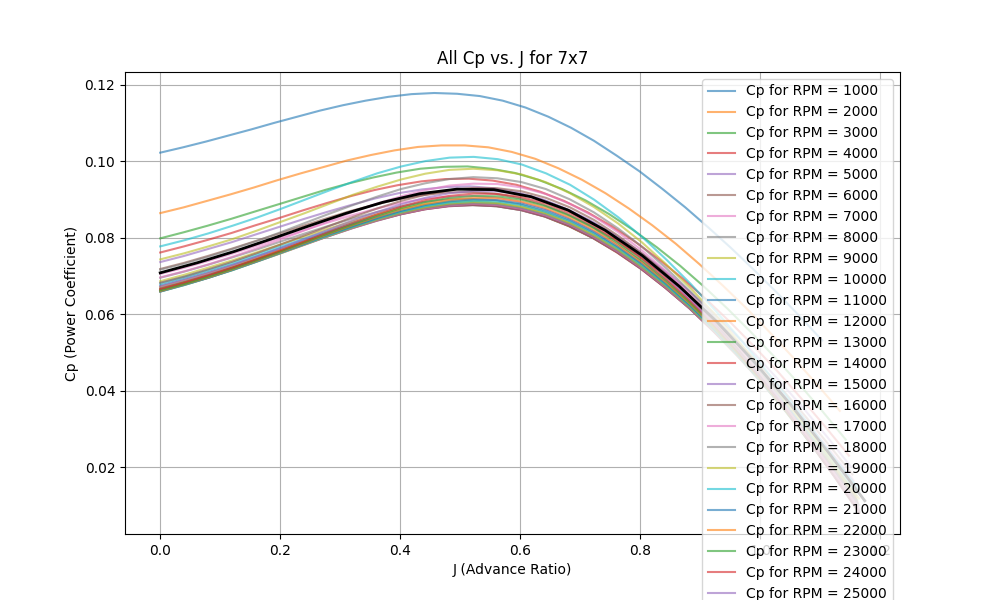 All Cp vs. J for 7x7
Cp (Power Coefficient)
0.12
0.10
0.08
0.06
0.04
0.02
0.0
0.2
0.4
0.6
0.8
J (Advance Ratio)
Cp for RPM = 1000
Cp for RPM = 2000
Cp for RPM = 3000
Cp for RPM = 4000
Cp for RPM = 5000
Cp for RPM = 6000
Cp for RPM = 7000
Cp for RPM = 8000
Cp for RPM = 9000
Cp for RPM = 10000
Cp for RPM = 11000
Cp for RPM = 12000
Cp for RPM = 13000
Cp for RPM = 14000
Cp for RPM = 15000
Cp for RPM = 16000
Cp for RPM = 17000
Cp for RPM = 18000
Cp for RPM = 19000
Cp for RPM = 20000
Cp for RPM = 21000
Cp for RPM = 22000
Cp for RPM = 23000
Cp for RPM = 24000
Cp for RPM = 25000